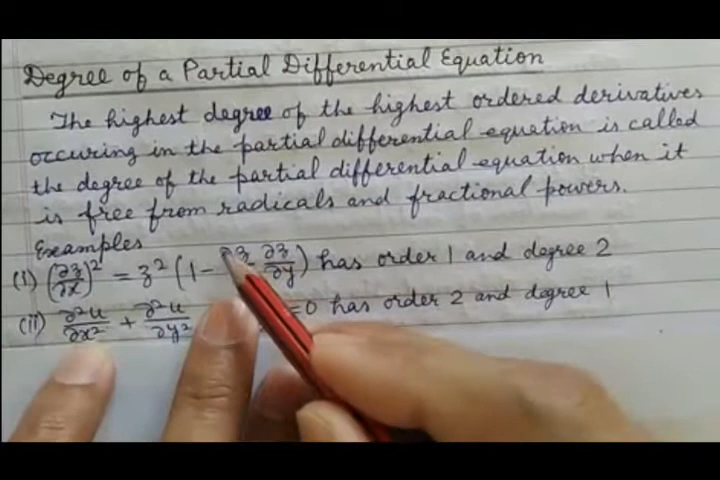 Degree of a Partial Differential Equation
The highest degree of the highest ordered derivatives
occuring in the partial differential equation is called
the degree of the partial differential equation when it
is free from radicals and fractional powers.
Examples
(i) (∂z/∂x)² = z² (1 - ∂z/∂y) has order 1 and degree 2
(ii) ∂²u/∂x² + ∂²u/∂y² =0 has order 2 and degree 1